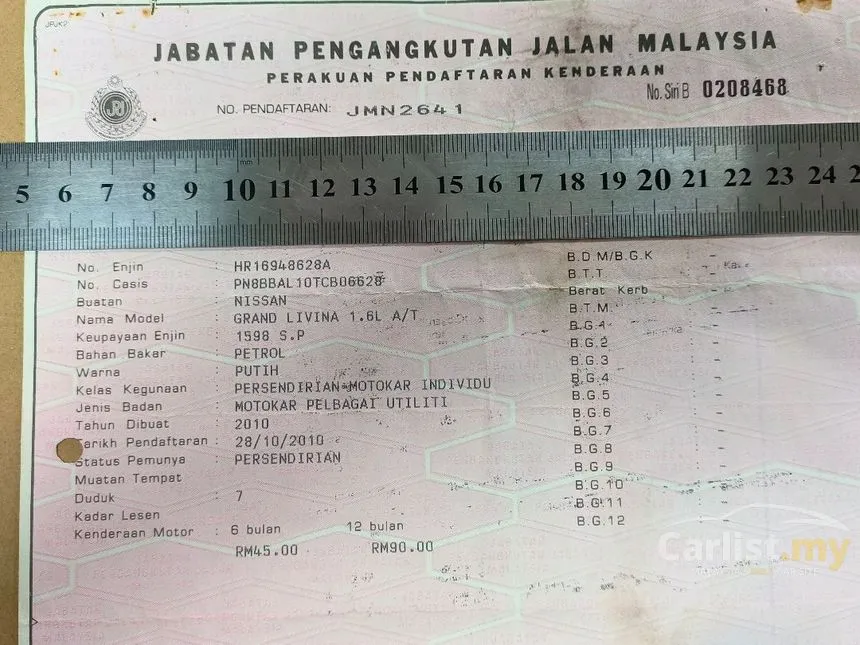 JPJK2
JABATAN PENGANGKUTAN JALAN MALAYSIA
PERAKUAN PENDAFTARAN KENDERAAN
No. Siri B 0208468
NO. PENDAFTARAN: JMN2641
mm
5 6 7 8 9 10 11 12 13 14 15 16 17 18 19 20 21 22 23 24
No. Enjin : HR16948628A
No. Casis : PN8BBAL10TCB06628
Buatan : NISSAN
Nama Model : GRAND LIVINA 1.6L A/T
Keupayaan Enjin : 1598 S.P
Bahan Bakar : PETROL
Warna : PUTIH
Kelas Kegunaan : PERSENDIRIAN-MOTOKAR INDIVIDU
Jenis Badan : MOTOKAR PELBAGAI UTILITI
Tahun Dibuat : 2010
Tarikh Pendaftaran : 28/10/2010
Status Pemunya : PERSENDIRIAN
Muatan Tempat
Duduk : 7
Kadar Lesen
Kenderaan Motor : 6 bulan 12 bulan
RM45.00 RM90.00
B.D.M/B.G.K : -
B.T.T : -
Berat Kerb : -
B.T.M. : -
B.G.1 : -
B.G.2 : -
B.G.3 : -
B.G.4 : -
B.G.5 : -
B.G.6 : -
B.G.7 : -
B.G.8 : -
B.G.9 : -
B.G.10 : -
B.G.11 : -
B.G.12 : -
Carlist.my